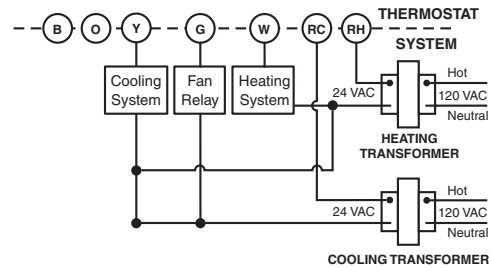 THERMOSTAT
B O Y G W RC RH
SYSTEM
Cooling System
Fan Relay
Heating System
24 VAC
Hot
120 VAC
Neutral
HEATING
TRANSFORMER
24 VAC
Hot
120 VAC
Neutral
COOLING TRANSFORMER